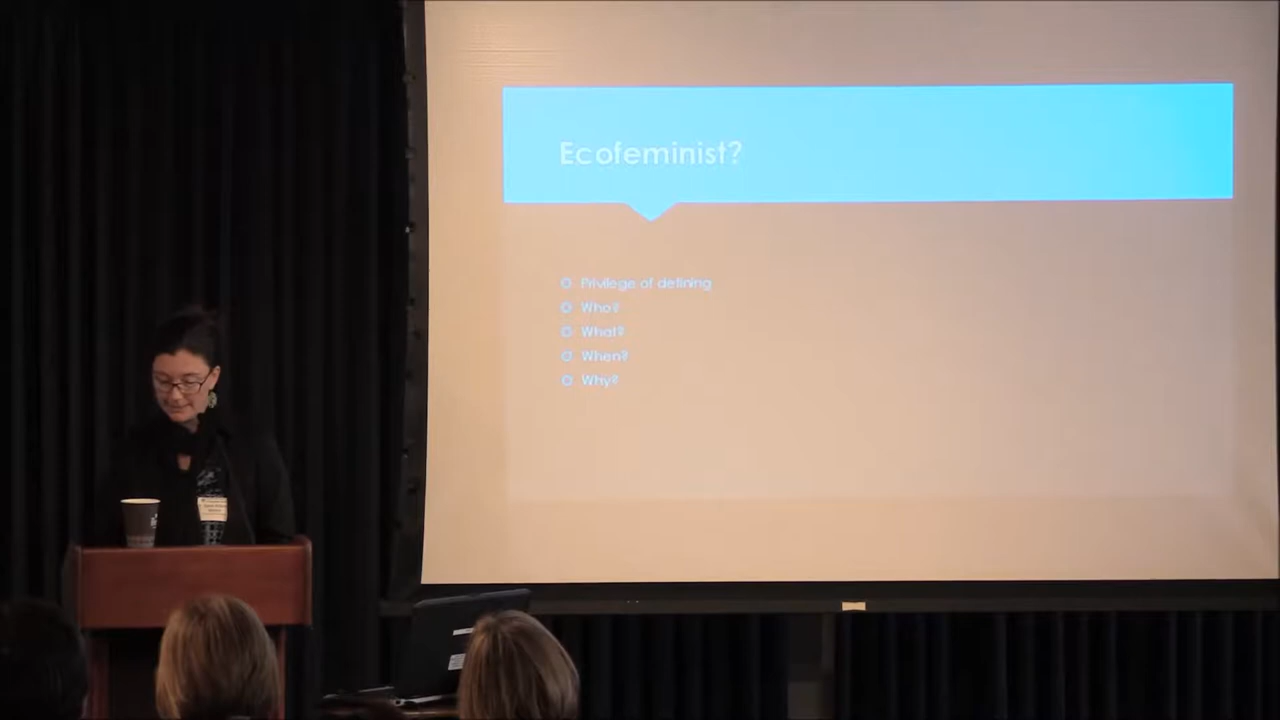 Ecofeminist?
Privilege of defining
Who?
What?
When?
Why?